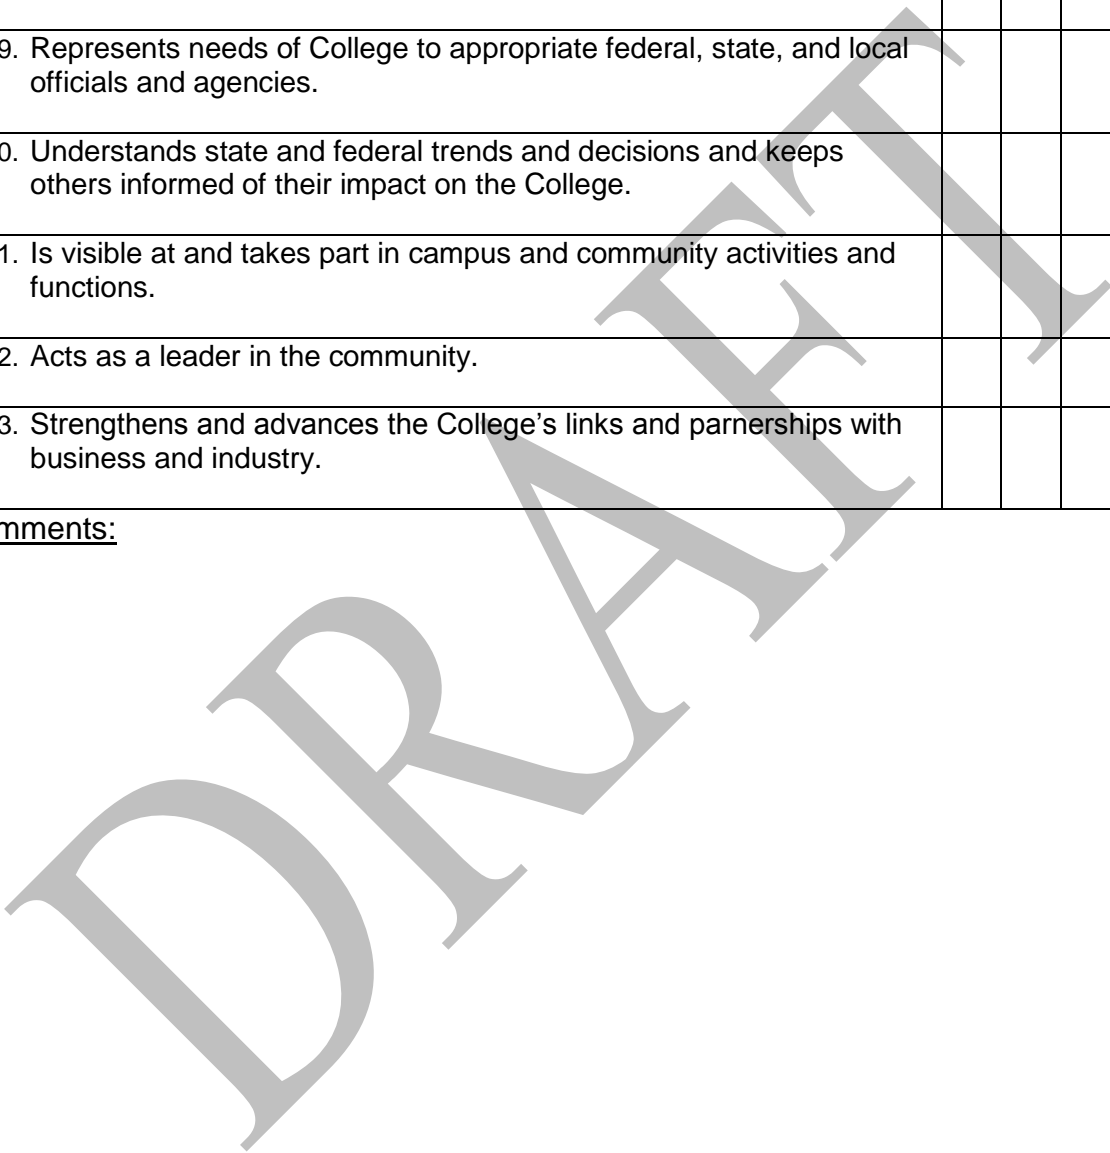 9. Represents needs of College to appropriate federal, state, and local
officials and agencies.
0. Understands state and federal trends and decisions and keeps
others informed of their impact on the College.
1. Is visible at and takes part in campus and community activities and
functions.
2. Acts as a leader in the community.
3. Strengthens and advances the College’s links and parnerships with
business and industry.
mments:
DRAFT